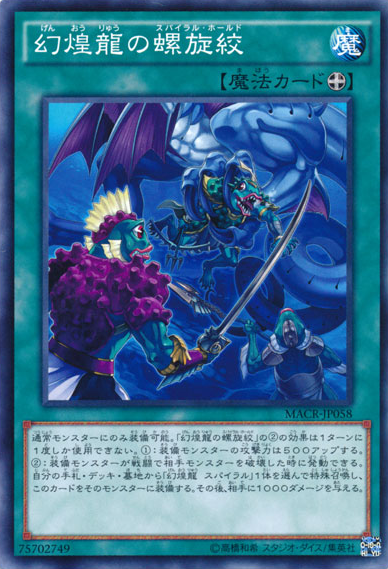 幻煌龍の螺旋絞
げん おう りゅう スパイラル・ホールド
魔
【魔法カード】
まほう
MACR-JP058
通常モンスターにのみ装備可能。「幻煌龍の螺旋絞」の②の効果は1ターンに
1度しか使用できない。①:装備モンスターの攻撃力は500アップする。
②:装備モンスターが戦闘で相手モンスターを破壊した時に発動できる。
自分の手札・デッキ・墓地から「幻煌龍 スパイラル」1体を選んで特殊召喚し、
このカードをそのモンスターに装備する。その後、相手に1000ダメージを与える。
75702749
©高橋和希 スタジオ・ダイス/集英社